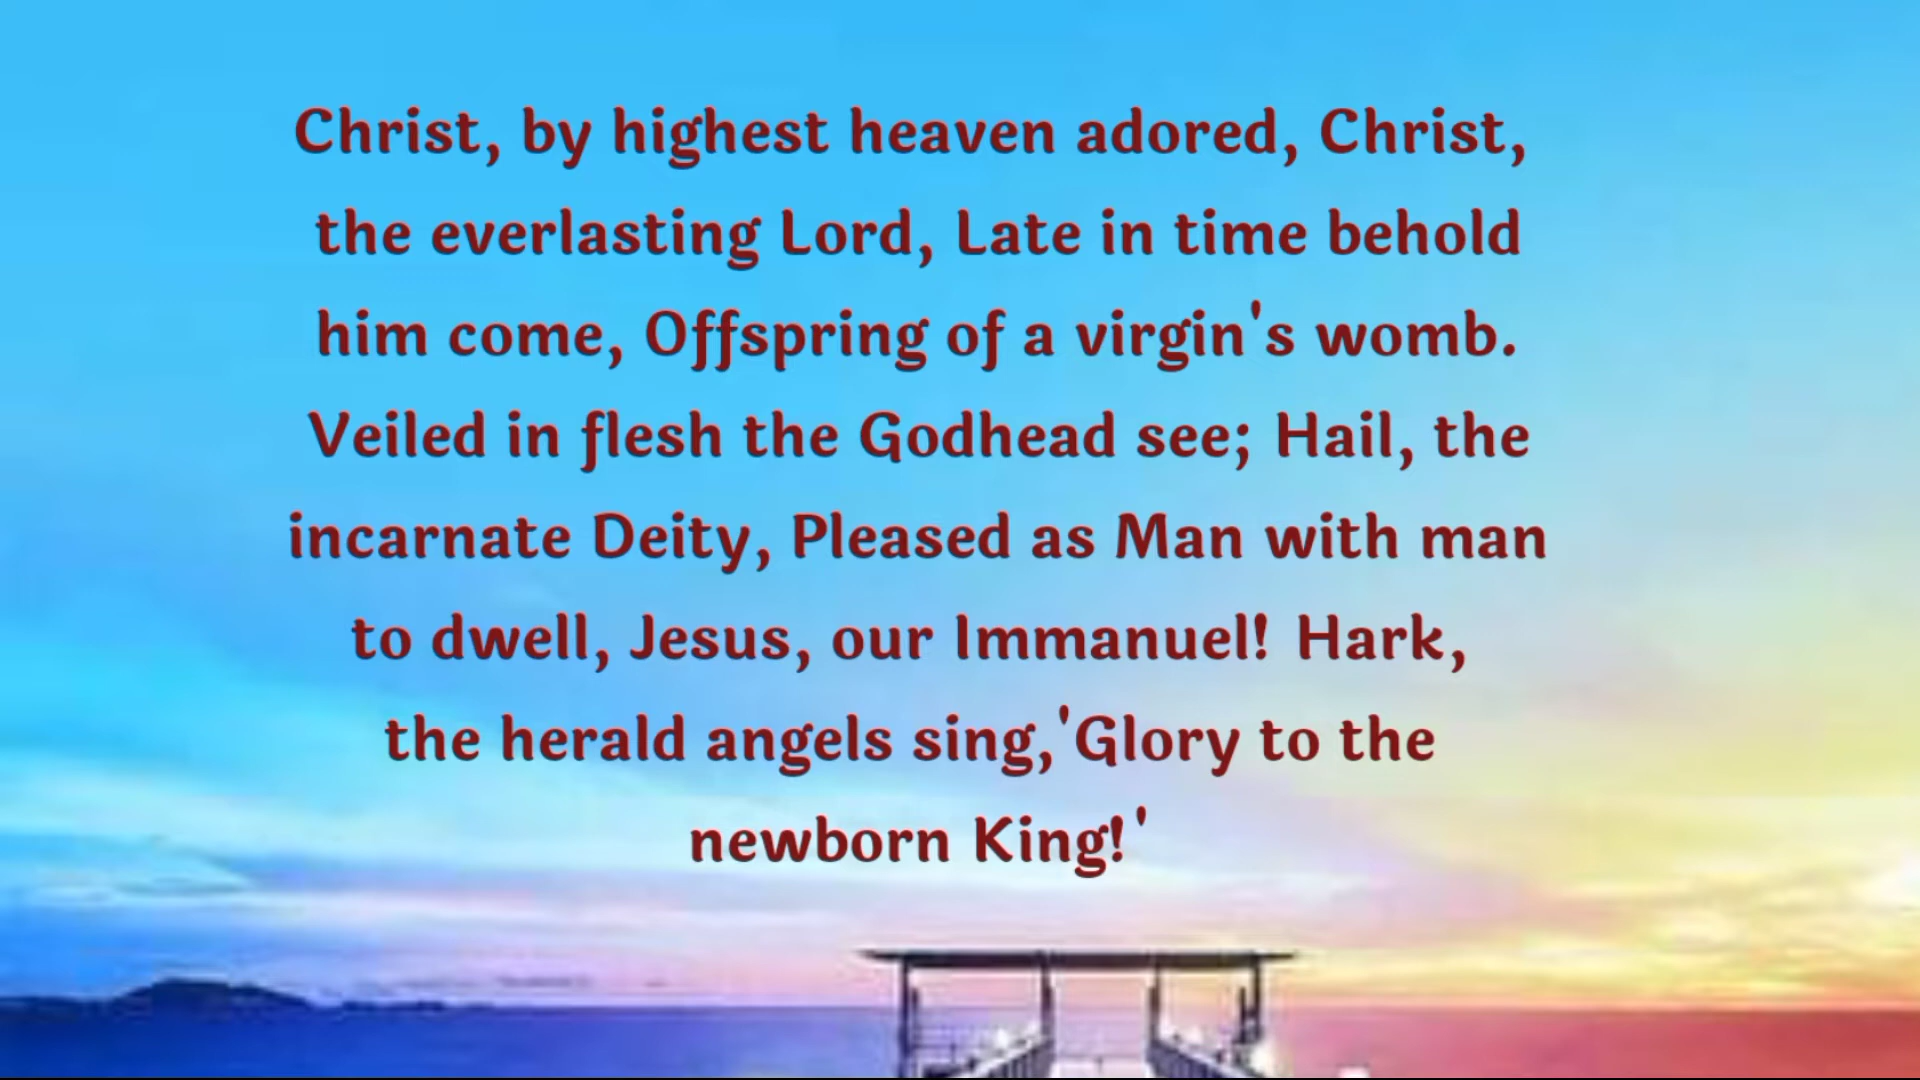 Christ, by highest heaven adored, Christ,
the everlasting Lord, Late in time behold
him come, Offspring of a virgin's womb.
Veiled in flesh the Godhead see; Hail, the
incarnate Deity, Pleased as Man with man
to dwell, Jesus, our Immanuel! Hark,
the herald angels sing,'Glory to the
newborn King!'